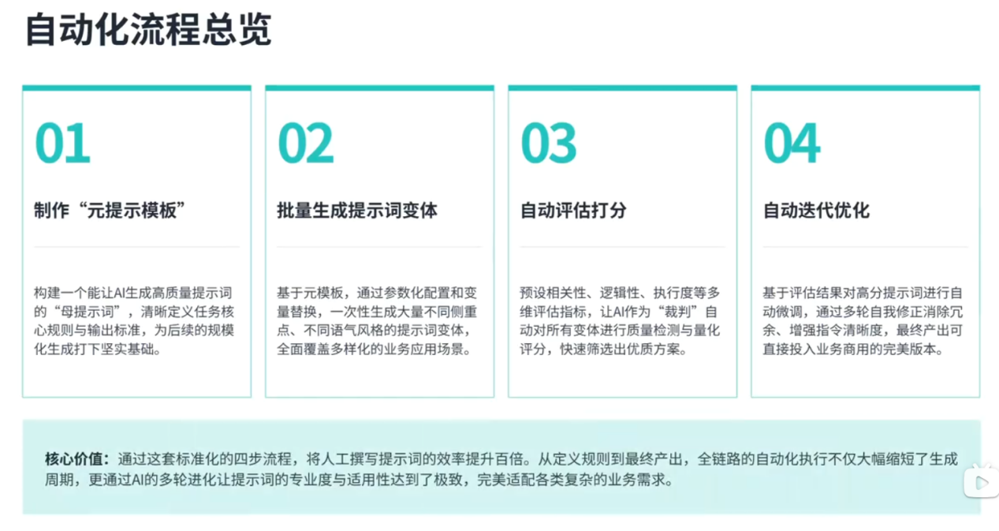 自动化流程总览
01
制作“元提示模板”
构建一个能让AI生成高质量提示词
的“母提示词”，清晰定义任务核
心规则与输出标准，为后续的规模
化生成打下坚实基础。
02
批量生成提示词变体
基于元模板，通过参数化配置和变
量替换，一次性生成大量不同侧重
点、不同语气风格的提示词变体，
全面覆盖多样化的业务应用场景。
03
自动评估打分
预设相关性、逻辑性、执行度等多
维评估指标，让AI作为“裁判”自
动对所有变体进行质量检测与量化
评分，快速筛选出优质方案。
04
自动迭代优化
基于评估结果对高分提示词进行自
动微调，通过多轮自我修正消除冗
余、增强指令清晰度，最终产出可
直接投入业务商用的完美版本。
核心价值：通过这套标准化的四步流程，将人工撰写提示词的效率提升百倍。从定义规则到最终产出，全链路的自动化执行不仅大幅缩短了生成
周期，更通过AI的多轮进化让提示词的专业度与适用性达到了极致，完美适配各类复杂的业务需求。